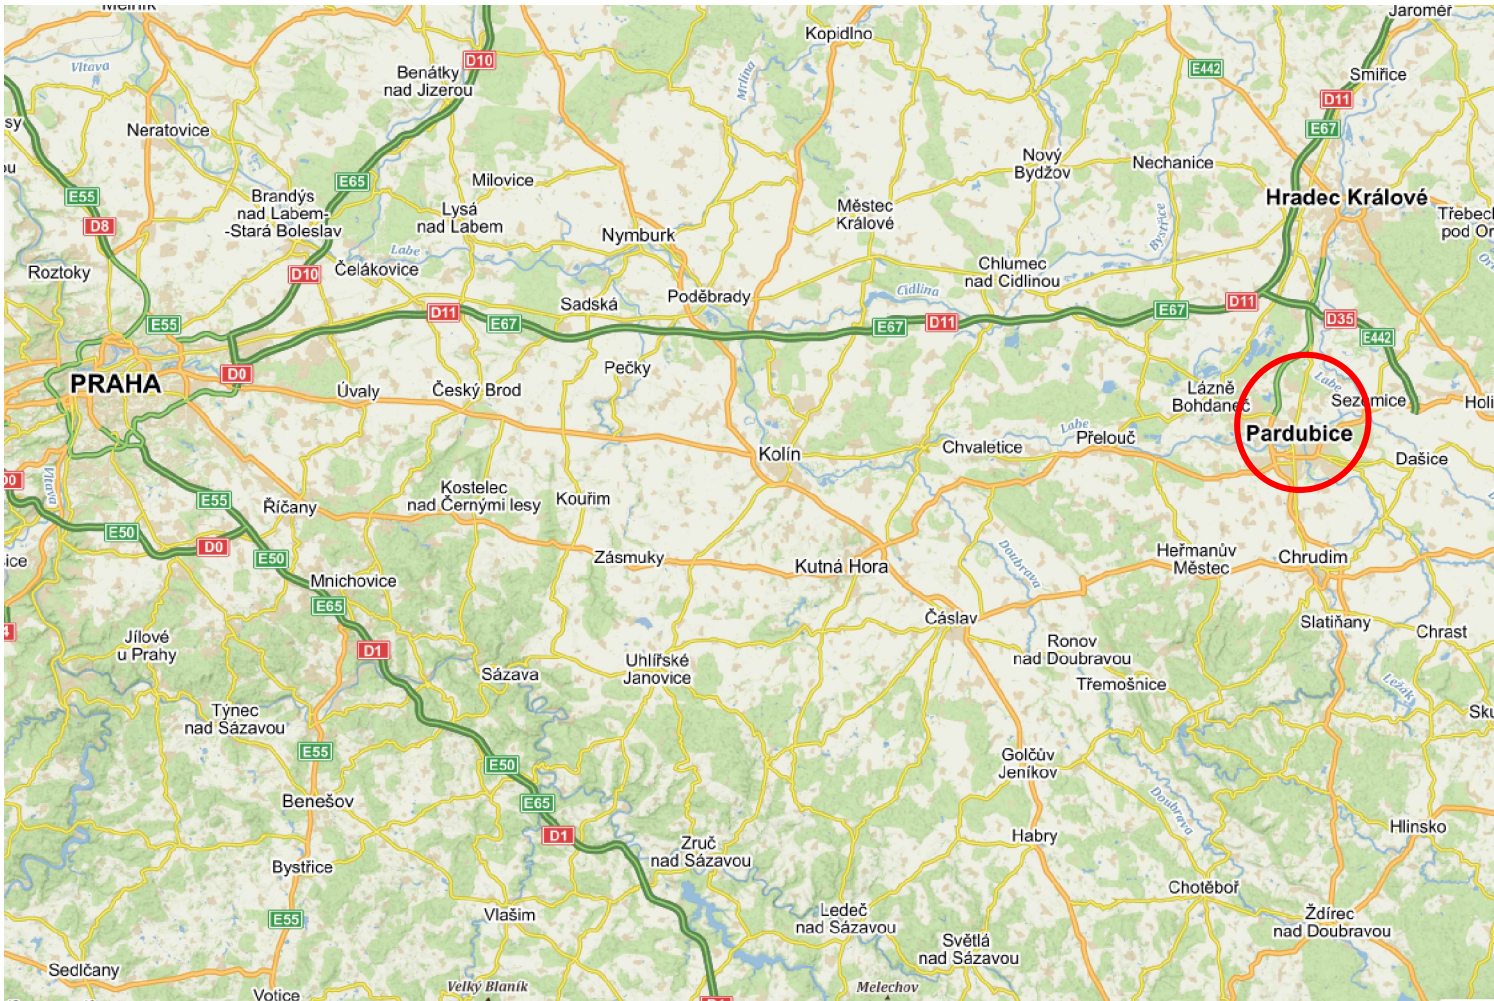 Mělník
Jaroměř
Kopidlno
Vltava
D10
Benátky
nad Jizerou
Mrlina
E442
Smiřice
D11
sy
Neratovice
E67
Nový
Bydžov
Nechanice
E65
Milovice
E55
Brandýs
nad Labem-
-Stará Boleslav
Hradec Králové
Lysá
nad Labem
Městec
Králové
Třebech
pod Or
D8
Nymburk
Bystřice
Labe
Roztoky
D10
Čelákovice
Chlumec
nad Cidlinou
Cidlina
Sadská
Poděbrady
D11
E67
D11
E55
E67
E67
D11
D35
E442
Pečky
D0
PRAHA
Úvaly
Český Brod
Lázně
Bohdaneč
Labe
Sezemice
Holi
Labe
Pardubice
Přelouč
Chvaletice
Kolín
Dašice
Vltava
Kostelec
nad Černými lesy
Kouřim
E55
Říčany
E50
D0
E50
Zásmuky
Kutná Hora
Doubrava
Heřmanův
Městec
Chrudim
Mnichovice
E65
Čáslav
Slatiňany
Chrast
Jílové
u Prahy
D1
Ronov
nad Doubravou
Uhlířské
Janovice
Sázava
Třemošnice
Ležák
Týnec
nad Sázavou
Sku
E55
E50
Golčův
Jeníkov
Benešov
E65
Doubrava
D1
Habry
Hlinsko
Zruč
nad Sázavou
Bystřice
Chotěboř
E55
Vlašim
Ledeč
nad Sázavou
Ždírec
nad Doubravou
Světlá
nad Sázavou
Sedlčany
Velký Blaník
Melechov
Votice